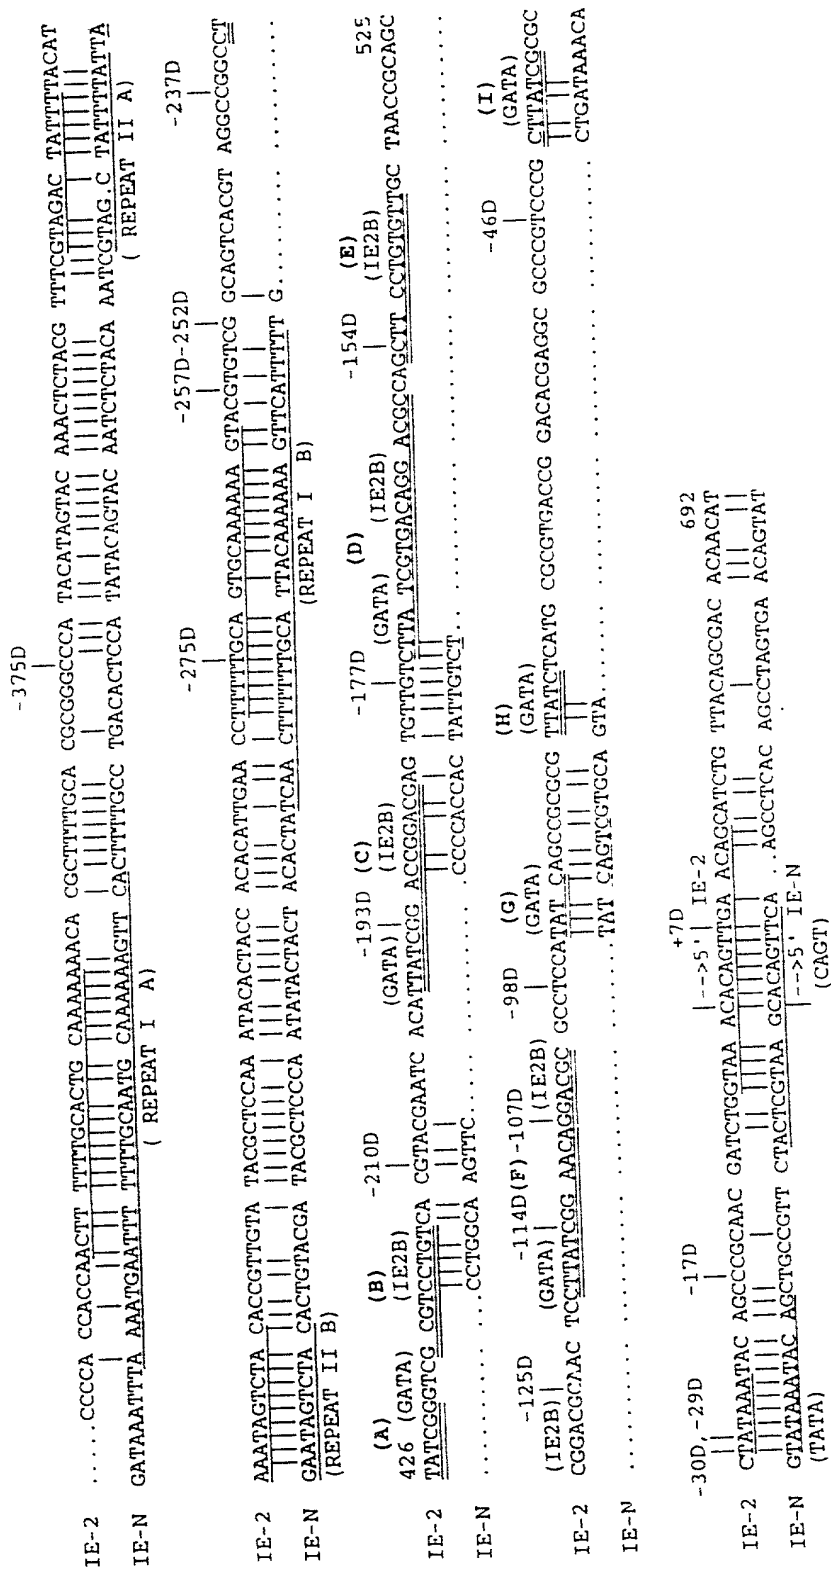 -375D
IE-2 .....CCCCA CCACCAACTT TTTTGCACTG CAAAAAAACA CGCTTTTGCA CGCGGGCCCA TACATAGTAC AAACTCTACG TTTCGTAGAC TATTTTACAT
IE-N GATAAATTTA AAATGAATTT TTTTGCAATG CAAAAAAGTT CACTTTTGCC TGACACTCCA TATACAGTAC AATCTCTACA AATCGTAG.C TATTTTATTA
( REPEAT I A) ( REPEAT II A)
-275D -257D-252D -237D
IE-2 AAATAGTCTA CACCGTTGTA TACGCTCCAA ATACACTACC ACACATTGAA CCTTTTTGCA GTGCAAAAAA GTACGTGTCG GCAGTCACGT AGGCCGGCCT
IE-N GAATAGTCTA CACTGTACGA TACGCTCCCA ATATACTACT ACACTATCAA CTTTTTTGCA TTACAAAAAA GTTCATTTTT G.........
(REPEAT II B) (REPEAT I B)
(A) (B) -210D -193D (C) -177D (D) -154D (E)
426 (GATA) (IE2B) (GATA) (IE2B) (GATA) (IE2B) (IE2B) 525
IE-2 TATCGGGTCG CGTCCTGTCA CGTACGAATC ACATTATCGG ACCGGACGAG TGTTGTCTTA TCGTGACAGG ACGCCAGCTT CCTGTGTTGC TAACCGCAGC
IE-N ............CCTGGCA AGTTC............CCCCACCAC TATTGTCT..
-125D -114D(F)-107D -98D (G) (H) -46D (I)
(IE2B) (GATA) (IE2B) (GATA) (GATA) (GATA)
IE-2 CGGACGCAAC TCCTTATCGG AACAGGACGC GCCTCCATAT CAGCCGCGCG TTATCTCATG CGCGTGACCG GACACGAGGC GCCCGTCCCG CTTATCGCGC
IE-N ............TAT CAGTCGTGCA GTA............CTGATAAACA
-30D,-29D -17D +7D
|-->5' IE-2 692
IE-2 CTATAAATAC AGCCCGCAAC GATCTGGTAA ACACAGTTGA ACAGCATCTG TTACAGCGAC ACAACAT
IE-N GTATAAATAC AGCTGCCGTT CTACTCGTAA GCACAGTTCA ..AGCCTCAC AGCCTAGTGA ACAGTAT
(TATA) |-->5' IE-N
(CAGT)